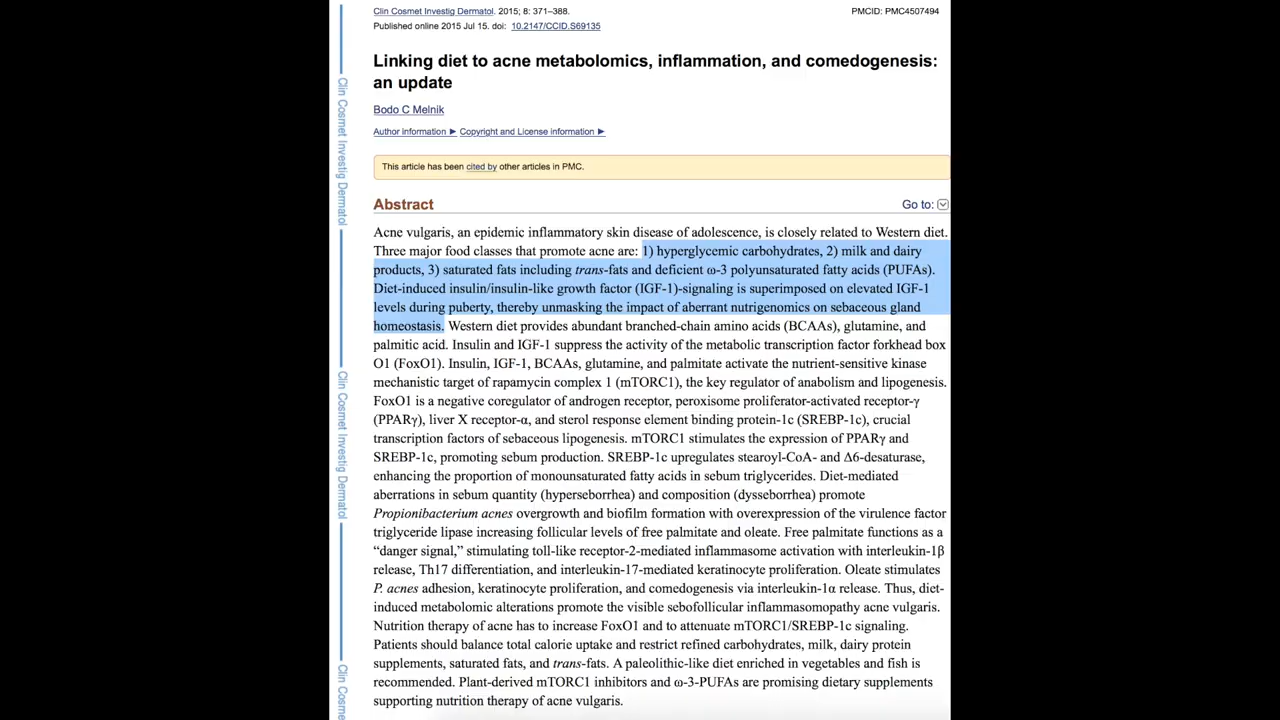 Clin Cosmet Investig Dermatol. 2015; 8: 371–388.
PMCID: PMC4507494
Published online 2015 Jul 15. doi: 10.2147/CCID.S69135
Linking diet to acne metabolomics, inflammation, and comedogenesis:
an update
Bodo C Melnik
Author information ▶ Copyright and License information ▶
This article has been cited by other articles in PMC.
Abstract
Go to:
Acne vulgaris, an epidemic inflammatory skin disease of adolescence, is closely related to Western diet.
Three major food classes that promote acne are: 1) hyperglycemic carbohydrates, 2) milk and dairy
products, 3) saturated fats including trans-fats and deficient ω-3 polyunsaturated fatty acids (PUFAs).
Diet-induced insulin/insulin-like growth factor (IGF-1)-signaling is superimposed on elevated IGF-1
levels during puberty, thereby unmasking the impact of aberrant nutrigenomics on sebaceous gland
homeostasis. Western diet provides abundant branched-chain amino acids (BCAAs), glutamine, and
palmitic acid. Insulin and IGF-1 suppress the activity of the metabolic transcription factor forkhead box
O1 (FoxO1). Insulin, IGF-1, BCAAs, glutamine, and palmitate activate the nutrient-sensitive kinase
mechanistic target of rapamycin complex 1 (mTORC1), the key regulator of anabolism and lipogenesis.
FoxO1 is a negative coregulator of androgen receptor, peroxisome proliferator-activated receptor-γ
(PPARγ), liver X receptor-α, and sterol response element binding protein-1c (SREBP-1c), crucial
transcription factors of sebaceous lipogenesis. mTORC1 stimulates the expression of PPARγ and
SREBP-1c, promoting sebum production. SREBP-1c upregulates stearoyl-CoA- and Δ6-desaturase,
enhancing the proportion of monounsaturated fatty acids in sebum triglycerides. Diet-mediated
aberrations in sebum quantity (hyperseborrhea) and composition (dysseborrhea) promote
Propionibacterium acnes overgrowth and biofilm formation with overexpression of the virulence factor
triglyceride lipase increasing follicular levels of free palmitate and oleate. Free palmitate functions as a
“danger signal,” stimulating toll-like receptor-2-mediated inflammasome activation with interleukin-1β
release, Th17 differentiation, and interleukin-17-mediated keratinocyte proliferation. Oleate stimulates
P. acnes adhesion, keratinocyte proliferation, and comedogenesis via interleukin-1α release. Thus, diet-
induced metabolomic alterations promote the visible sebofollicular inflammasomopathy acne vulgaris.
Nutrition therapy of acne has to increase FoxO1 and to attenuate mTORC1/SREBP-1c signaling.
Patients should balance total calorie uptake and restrict refined carbohydrates, milk, dairy protein
supplements, saturated fats, and trans-fats. A paleolithic-like diet enriched in vegetables and fish is
recommended. Plant-derived mTORC1 inhibitors and ω-3-PUFAs are promising dietary supplements
supporting nutrition therapy of acne vulgaris.
Clin Cosmet Investig Dermatol
Clin Cosmet Investig Dermatol
Clin Cosme